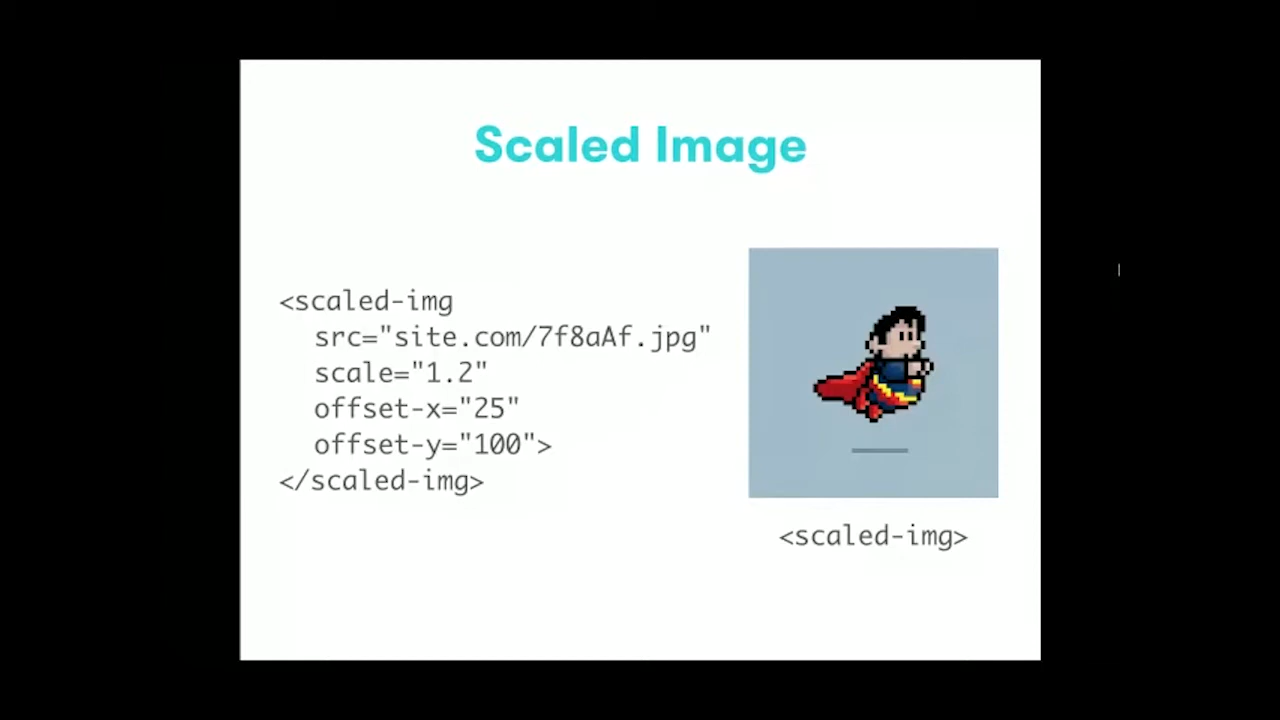 Scaled Image
<scaled-img
src="site.com/7f8aAf.jpg"
scale="1.2"
offset-x="25"
offset-y="100">
</scaled-img>
<scaled-img>